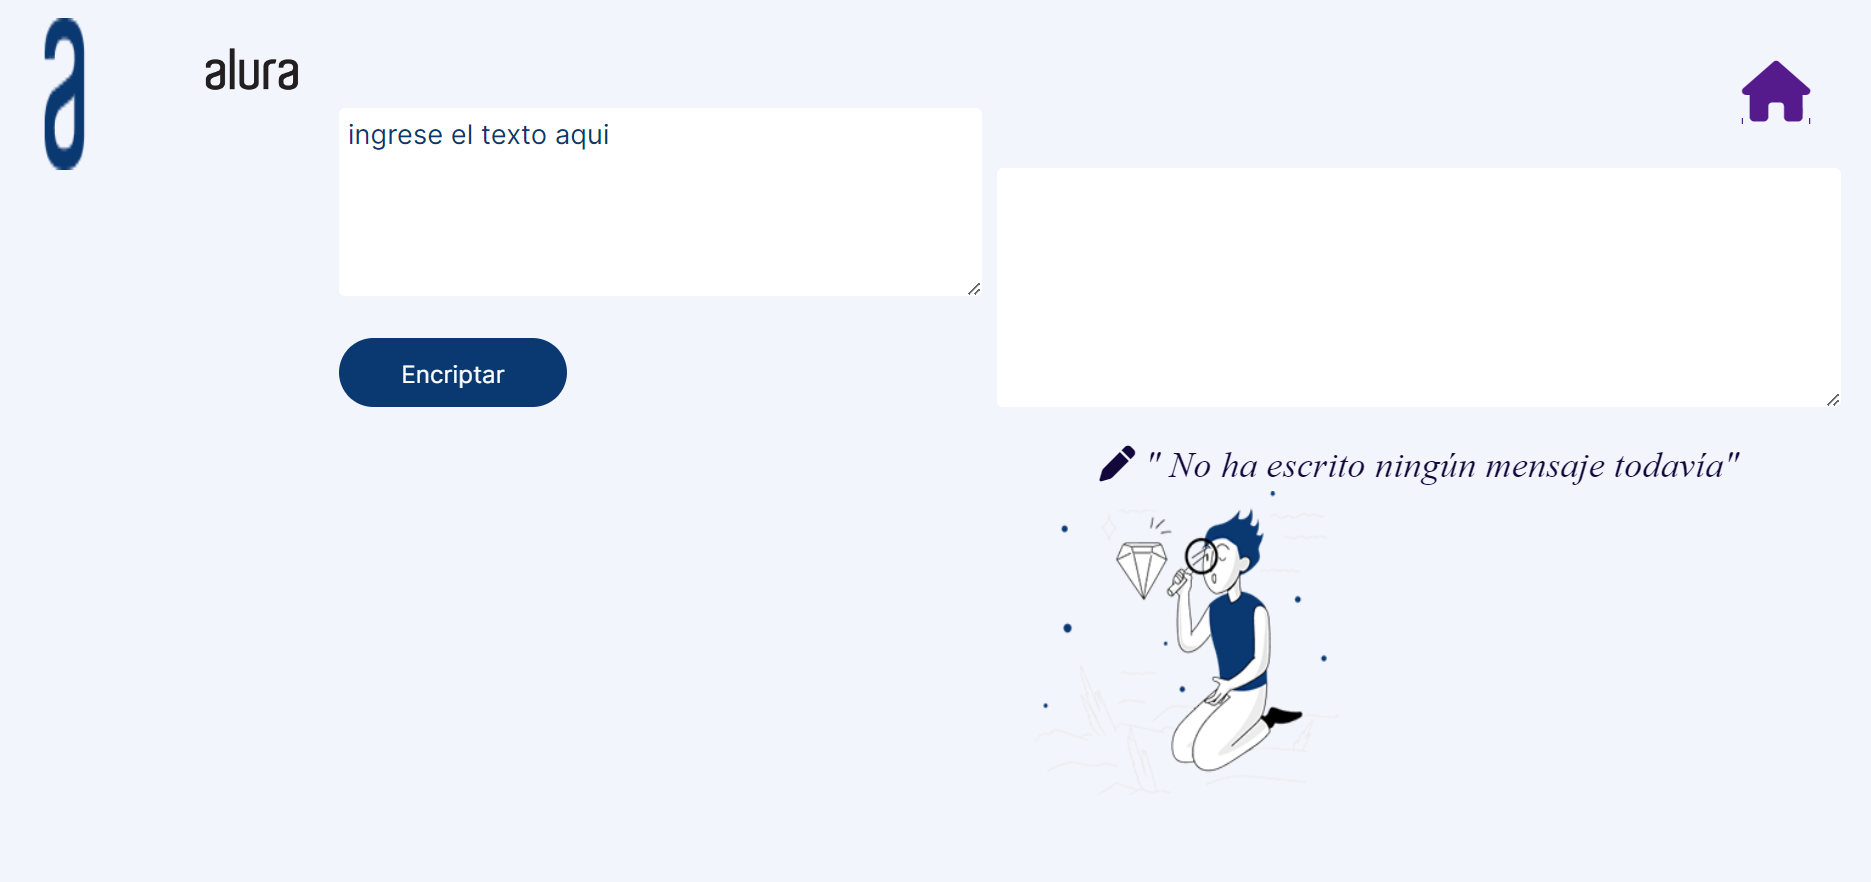 a
alura
ingrese el texto aqui
Encriptar
" No ha escrito ningún mensaje todavía"